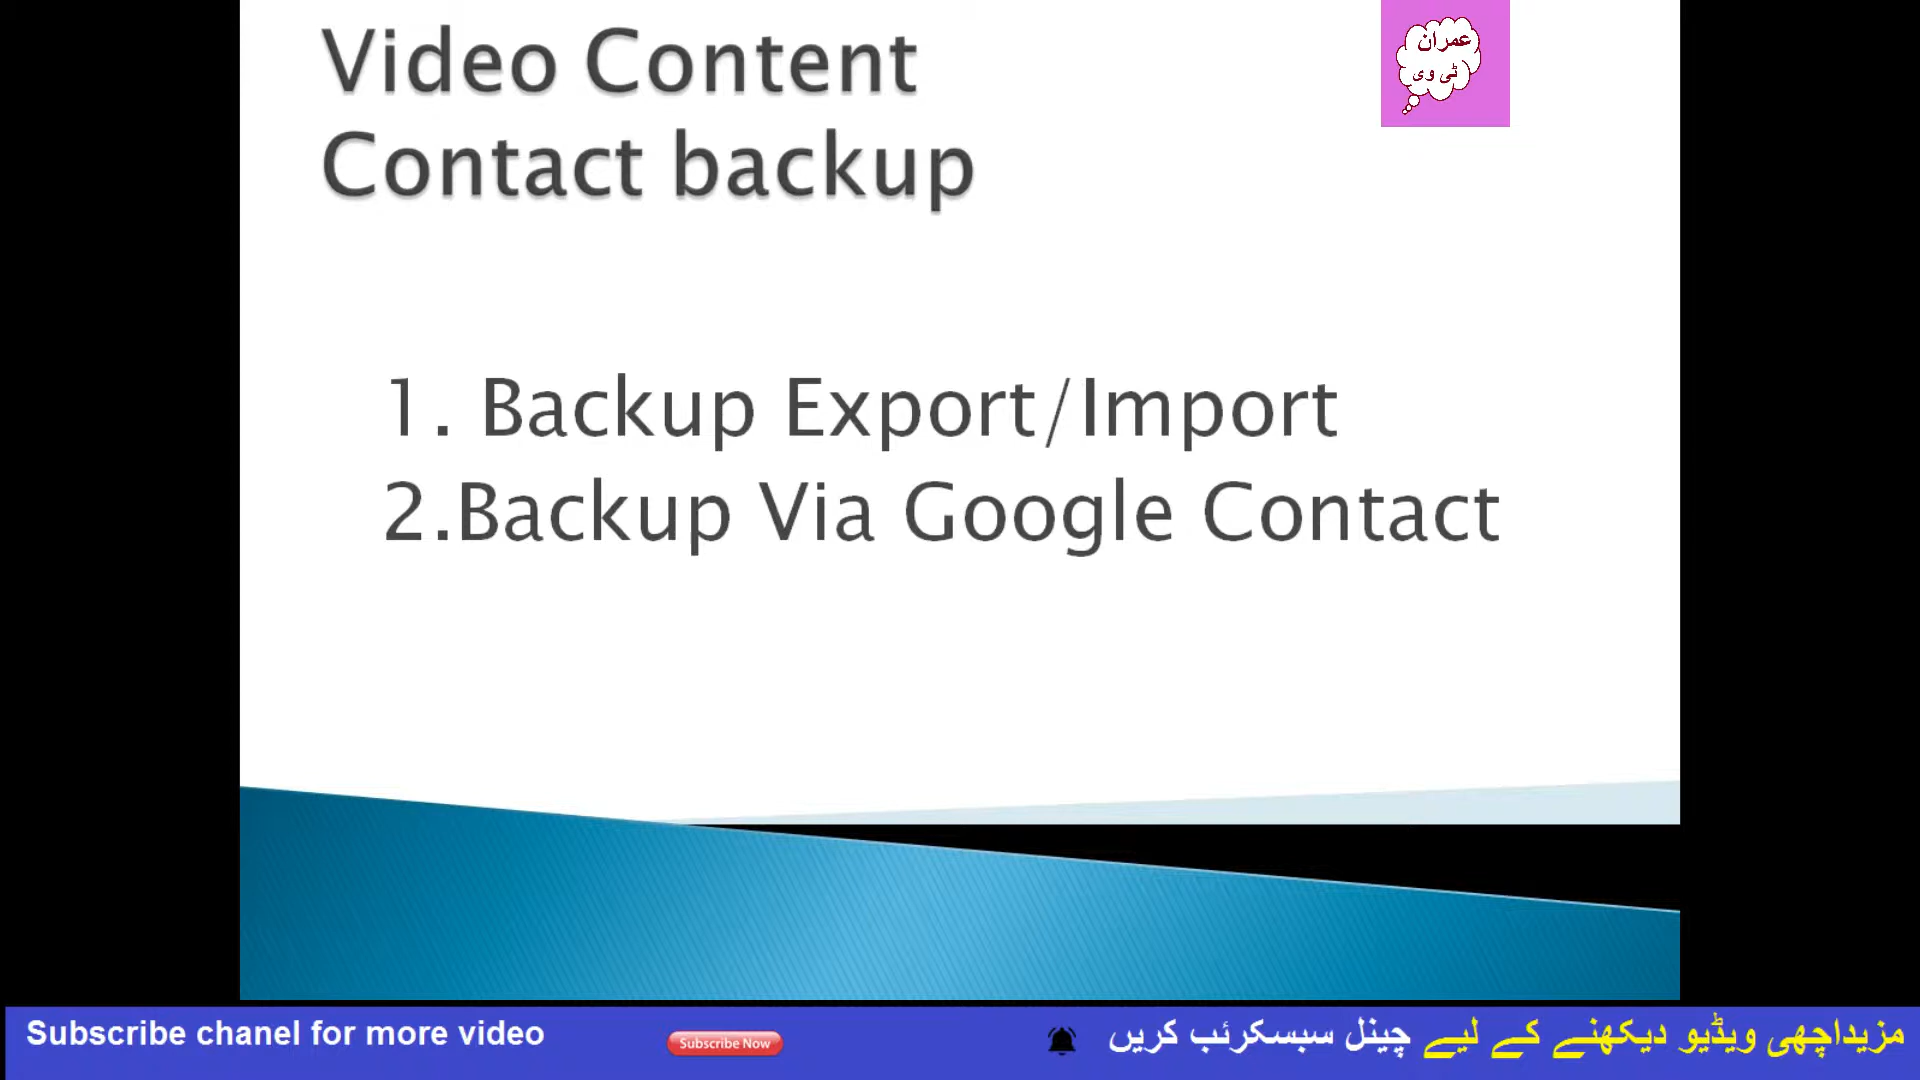 Video Content
Contact backup
عمران
ٹی وی
1. Backup Export/Import
2.Backup Via Google Contact
Subscribe chanel for more video
Subscribe Now
مزیداچھی ویڈیو دیکھنے کے لیے چینل سبسکرئب کریں